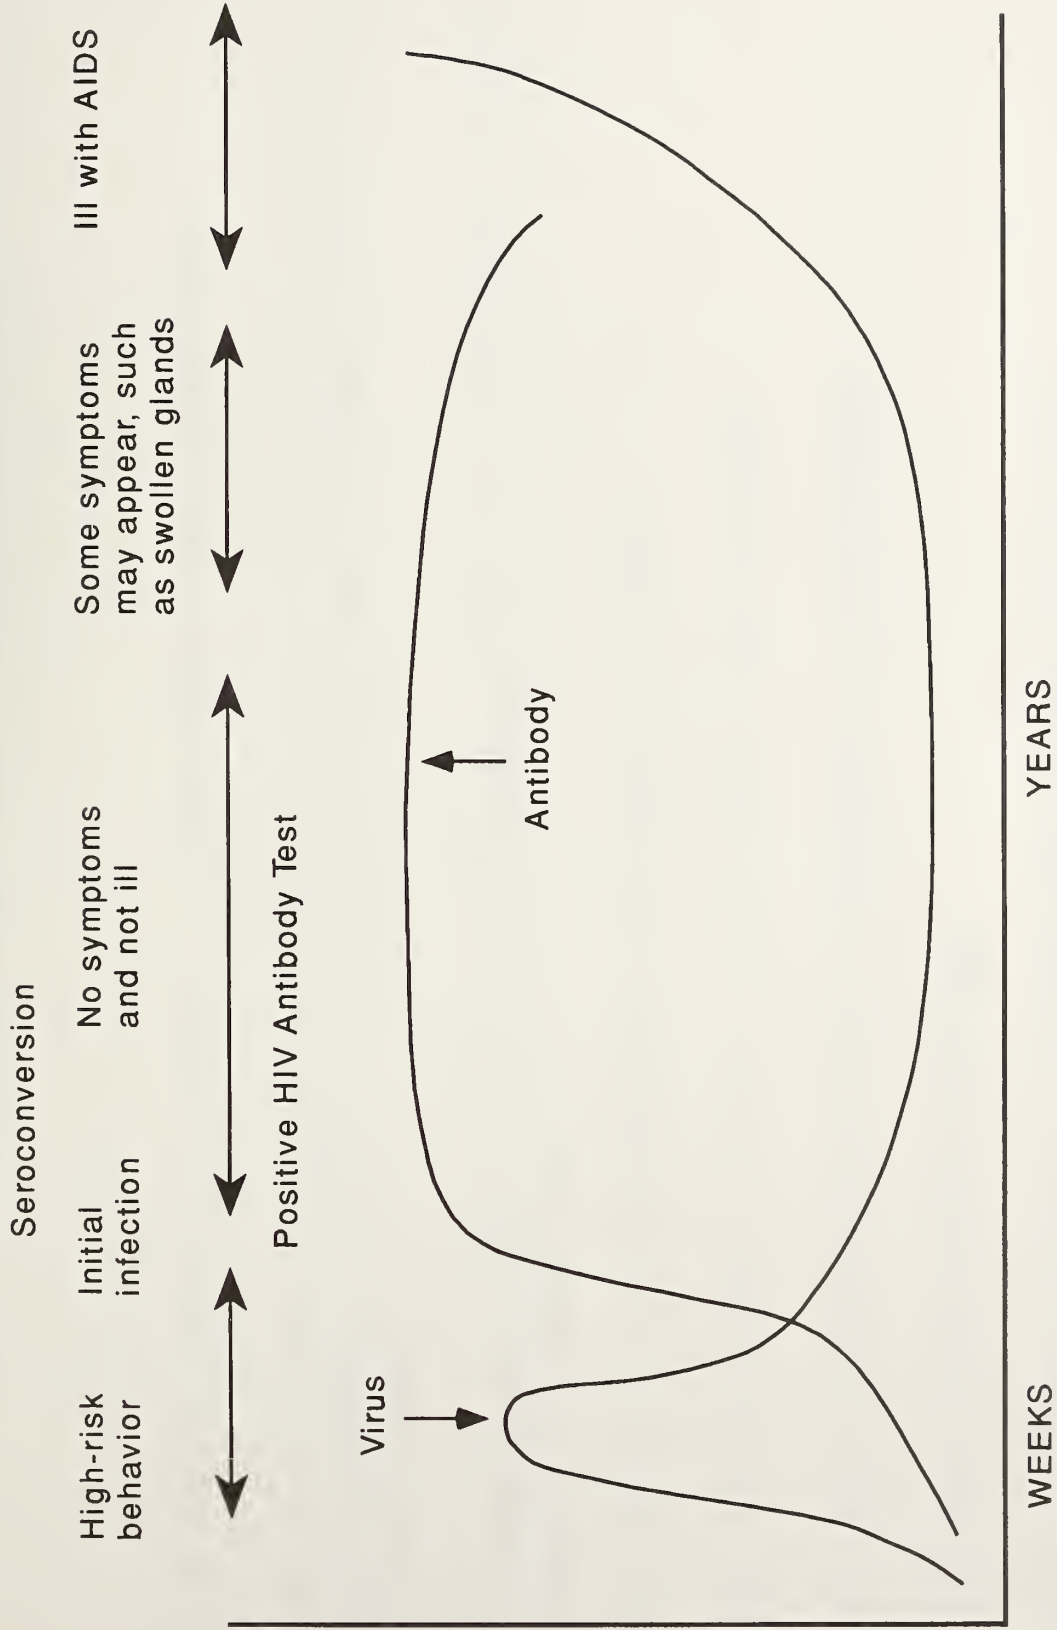 Seroconversion
High-risk
behavior
Initial
infection
No symptoms
and not ill
Some symptoms
may appear, such
as swollen glands
Ill with AIDS
Positive HIV Antibody Test
Virus
Antibody
WEEKS
YEARS